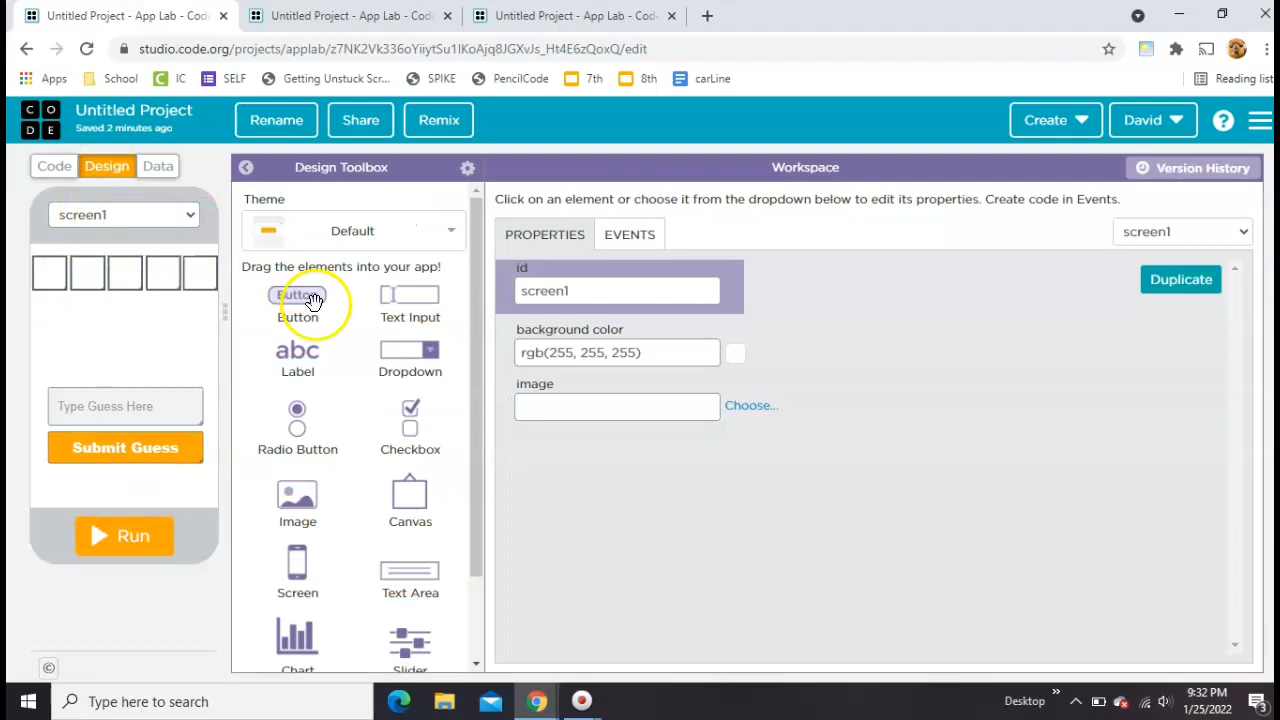 Untitled Project - App Lab - Code
Untitled Project - App Lab - Code
Untitled Project - App Lab - Code
studio.code.org/projects/applab/z7NK2Vk336oYiiytSu1IKoAjq8JGXvJs_Ht4E6zQoxQ/edit
Apps School IC SELF Getting Unstuck Scr... SPIKE PencilCode 7th 8th carLine Reading list
C O D E
Untitled Project
Saved 2 minutes ago
Rename Share Remix Create David ?
Code Design Data Design Toolbox Workspace Version History
screen1
Theme
Default
Drag the elements into your app!
Button Text Input
abc
Label Dropdown
Radio Button Checkbox
Image Canvas
Screen Text Area
Chart Slider
Type Guess Here
Submit Guess
Run
©
Click on an element or choose it from the dropdown below to edit its properties. Create code in Events.
PROPERTIES EVENTS screen1
id
screen1
Duplicate
background color
rgb(255, 255, 255)
image
Choose...
Type here to search
Desktop
9:32 PM
1/25/2022
3